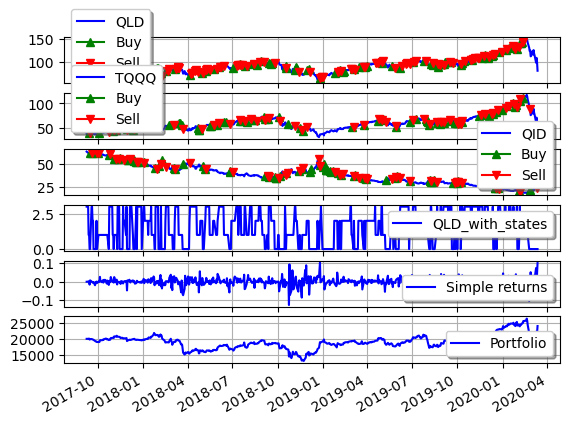 QLD
Buy
Sell
150
100
TQQQ
Buy
Sell
100
50
QID
Buy
Sell
50
25
QLD_with_states
2.5
0.0
Simple returns
0.1
0.0
−0.1
Portfolio
25000
20000
15000
2017-10
2018-01
2018-04
2018-07
2018-10
2019-01
2019-04
2019-07
2019-10
2020-01
2020-04